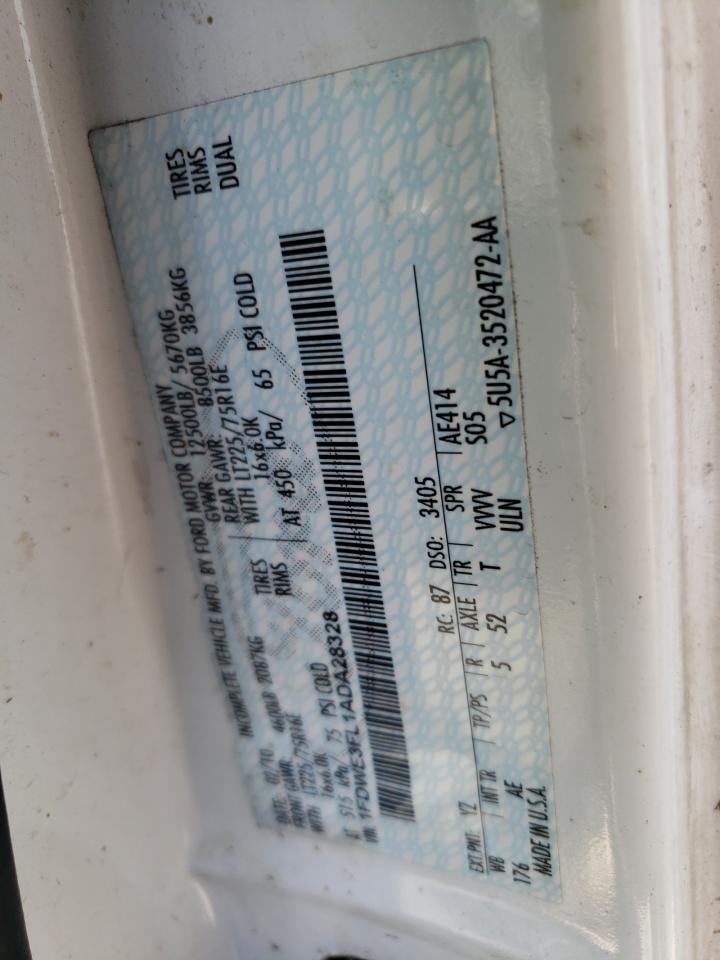 INCOMPLETE VEHICLE MFD. BY FORD MOTOR COMPANY
DATE: 02/10 GVWR: 12500LB/ 5670KG
FRONT GAWR: 4600LB 2087KG REAR GAWR: 8500LB 3856KG
WITH LT225/75R16E TIRES WITH LT225/75R16E TIRES
16x6.0K RIMS 16x6.0K RIMS
AT 515 kPa/ 75 PSI COLD AT 450 kPa/ 65 PSI COLD DUAL
VIN: 1FDWE3FL1ADA28328
EXT PNT: YZ RC: 87 DSO: 3405
WB INT TR TP/PS R AXLE TR SPR AE414
176 AE 5 52 T VVV S05
MADE IN U.S.A. ULN ▽5U5A-3520472-AA